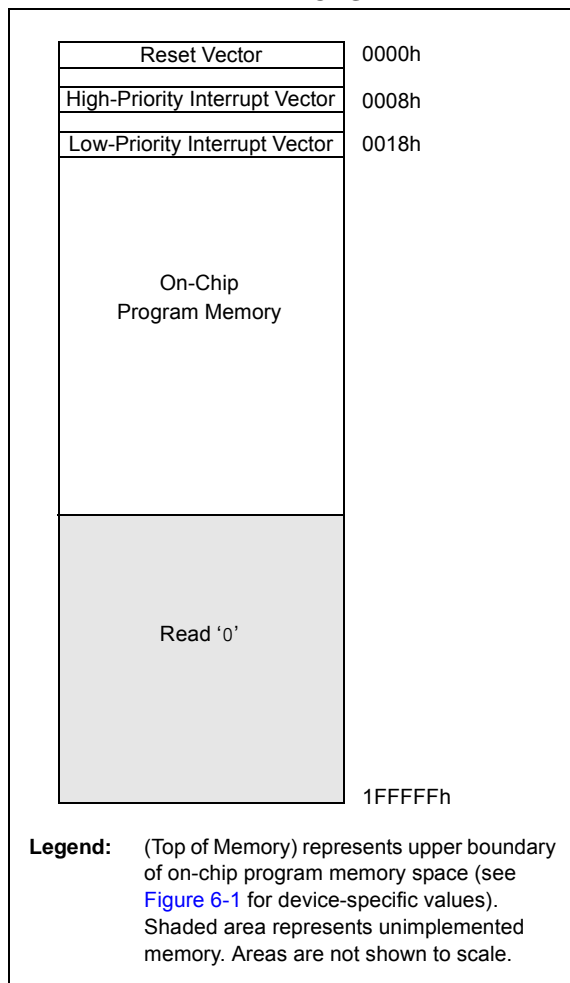 Reset Vector 0000h
High-Priority Interrupt Vector 0008h
Low-Priority Interrupt Vector 0018h
On-Chip
Program Memory
Read ‘0’
1FFFFFh
Legend: (Top of Memory) represents upper boundary
of on-chip program memory space (see
Figure 6-1 for device-specific values).
Shaded area represents unimplemented
memory. Areas are not shown to scale.